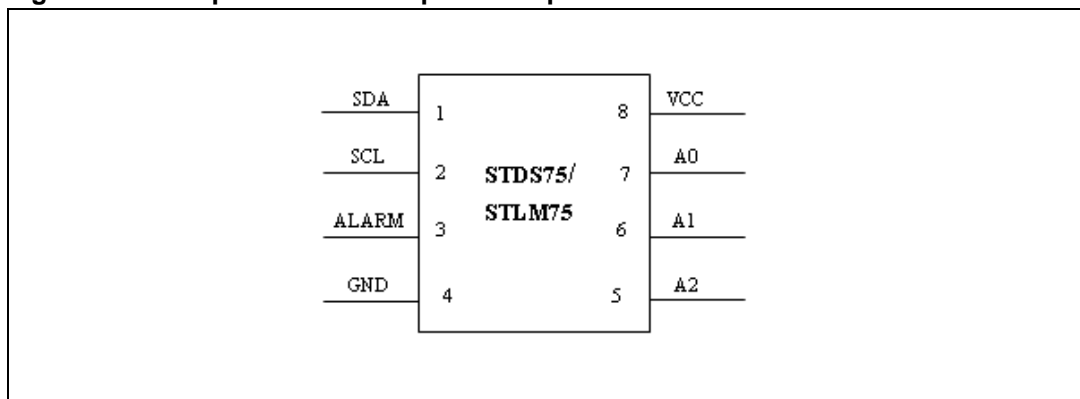 SDA 1 8 VCC
SCL 2 STDS75/ 7 A0
STLM75
ALARM 3 6 A1
GND 4 5 A2